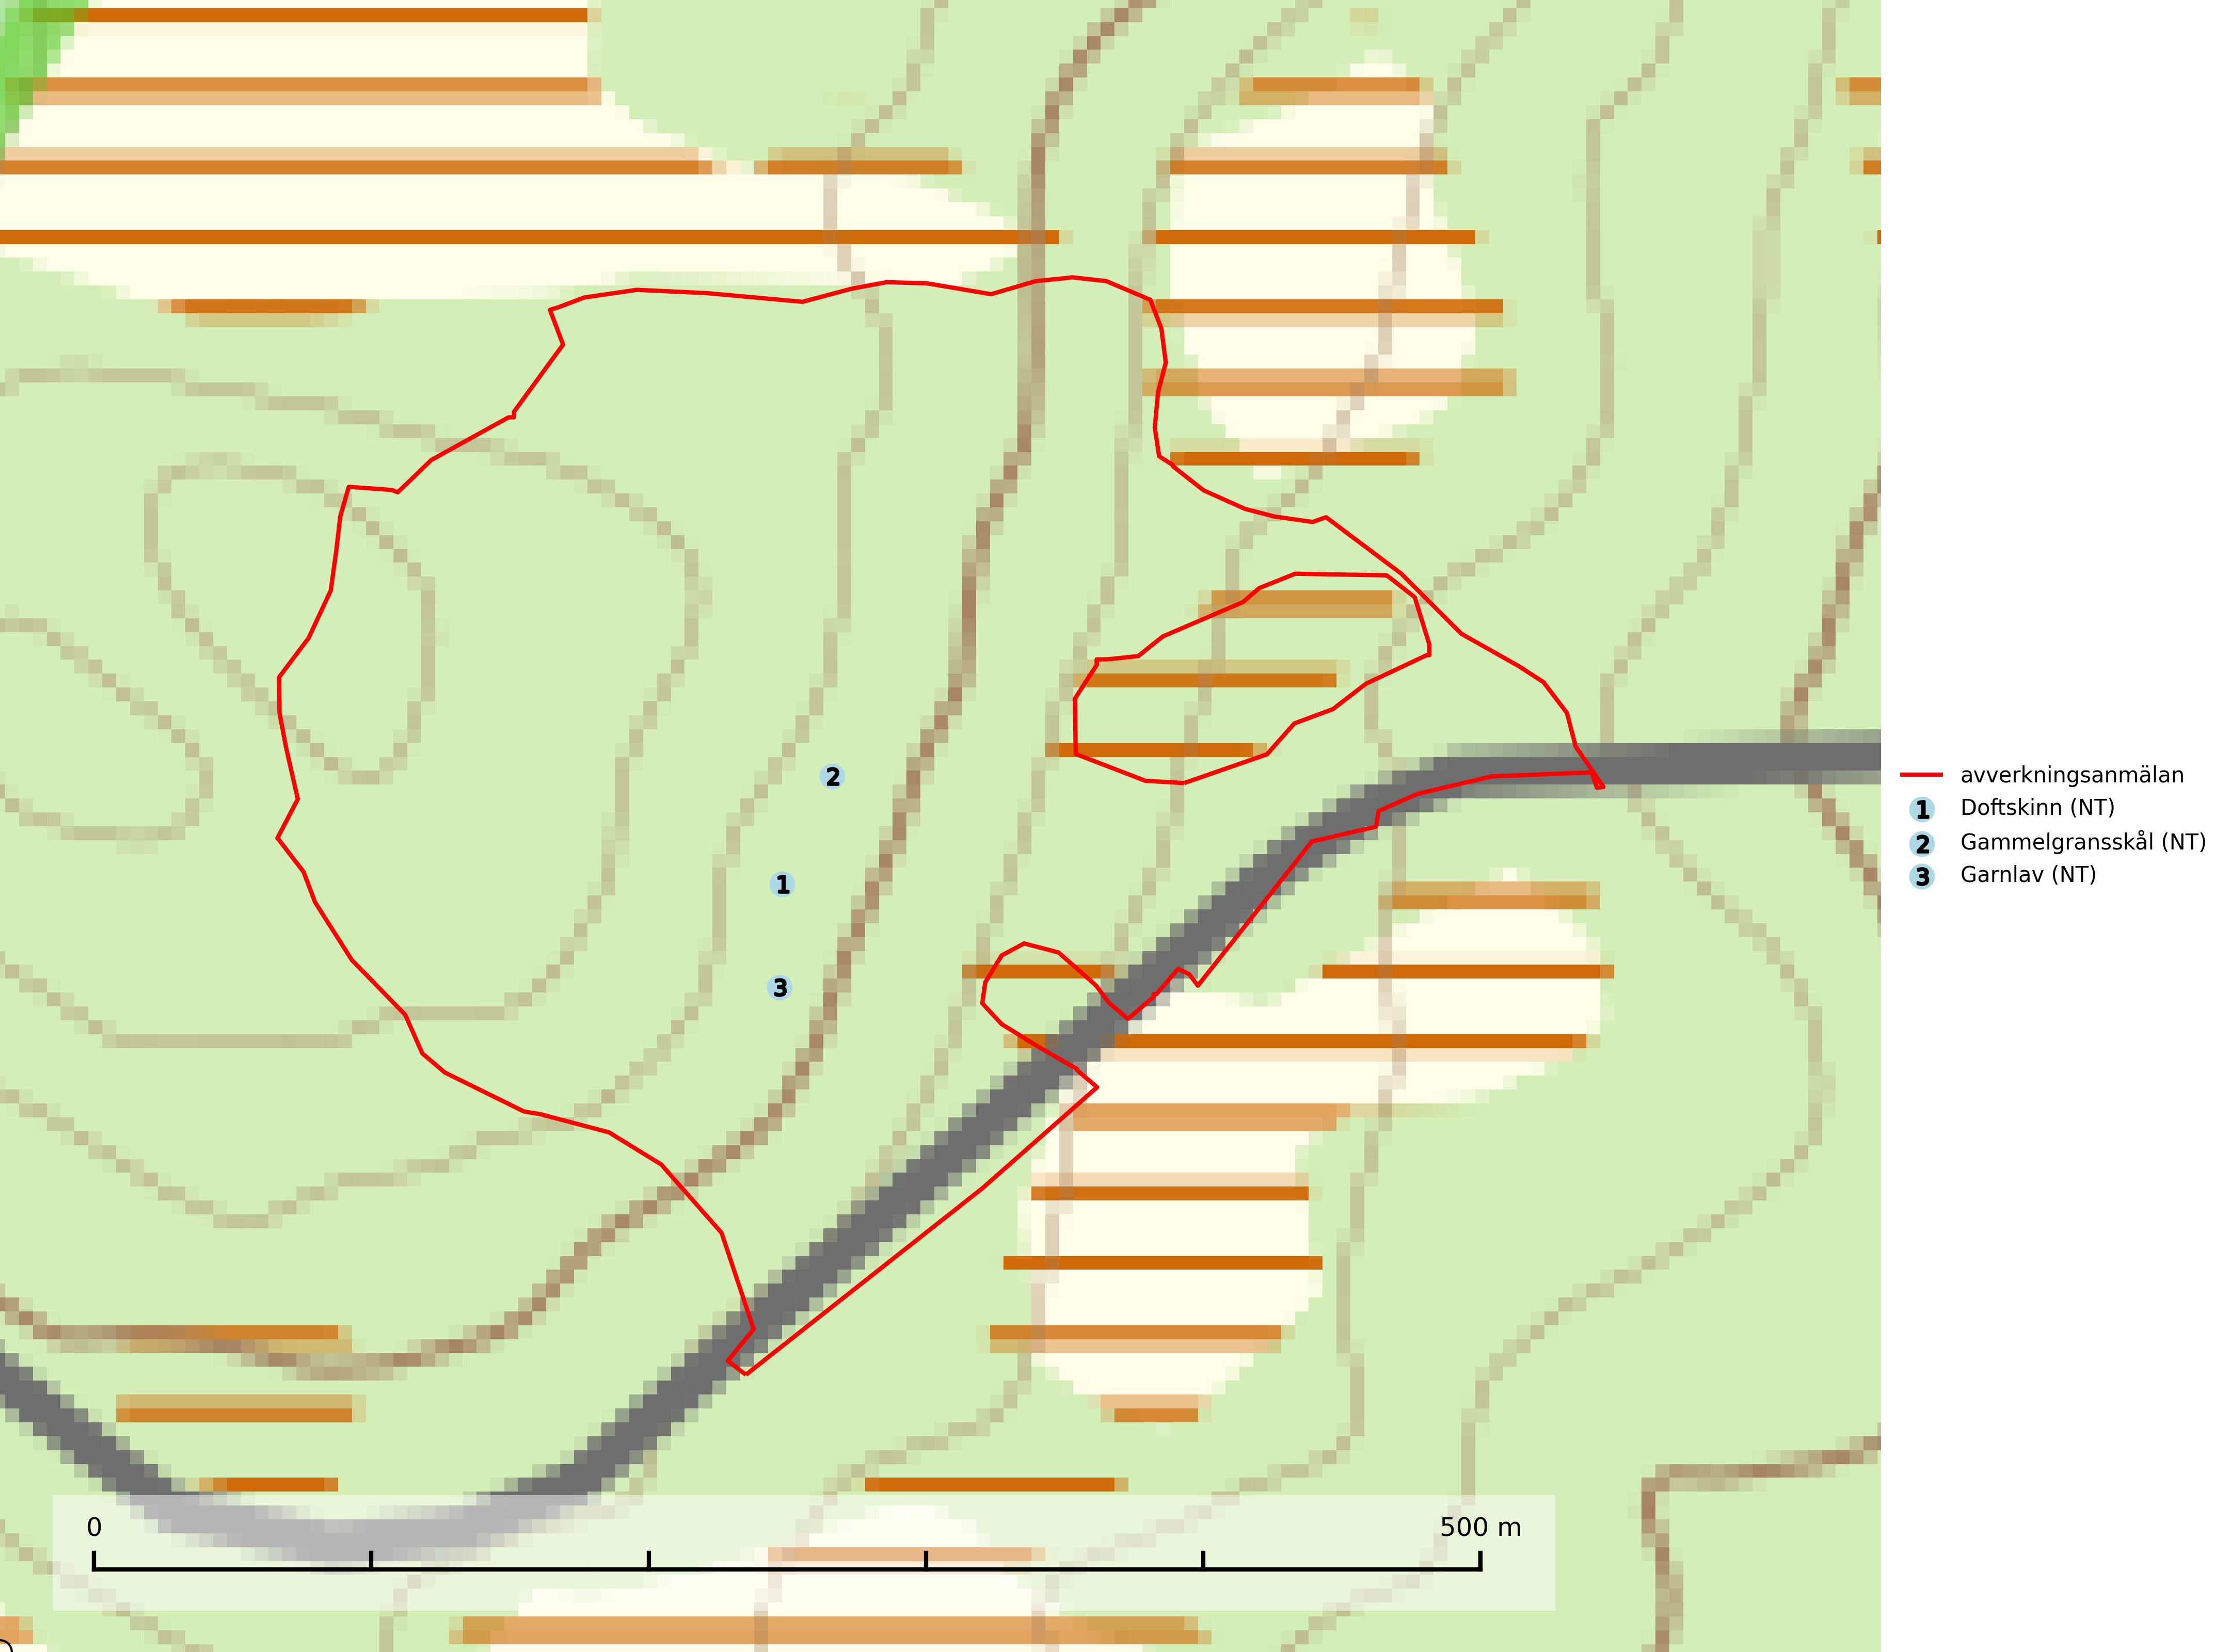 2
1
3
avverkningsanmälan
1 Doftskinn (NT)
2 Gammelgransskål (NT)
3 Garnlav (NT)
0 500 m